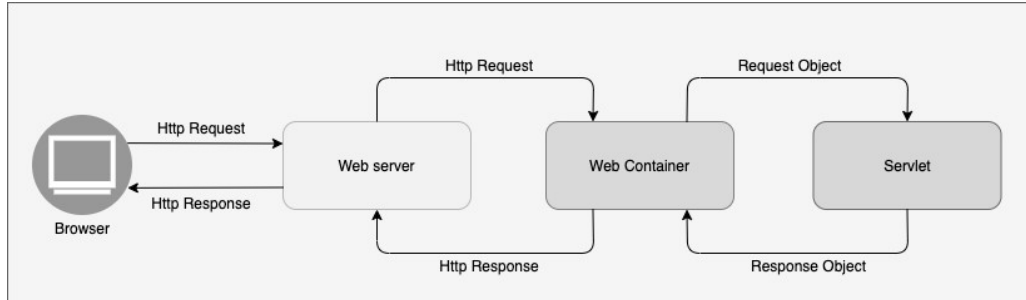 Http Request
Request Object
Http Request
Web server
Web Container
Servlet
Http Response
Browser
Http Response
Response Object